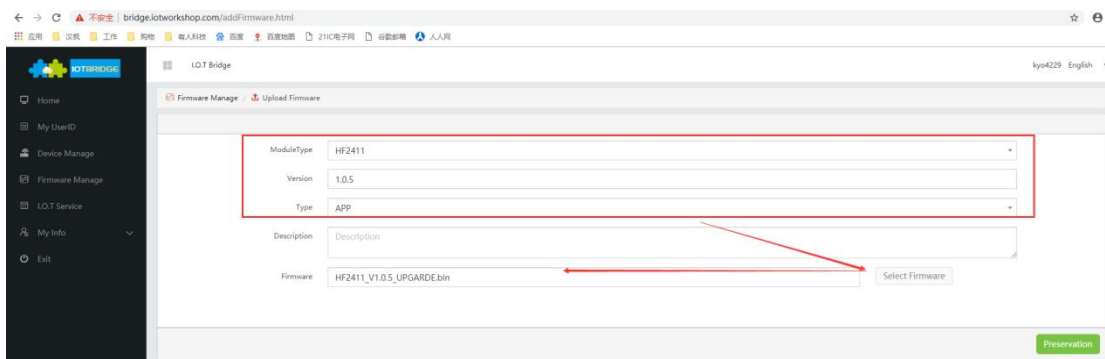 不安全 | bridge.iotworkshop.com/addFirmware.html
应用 汉枫 工作 购物 有人科技 百度 百度地图 21IC电子网 谷歌邮箱 人人网
IOTBRIDGE
I.O.T Bridge
kyo4229 English
Home
My UserID
Device Manage
Firmware Manage
I.O.T Service
My Info
Exit
Firmware Manage / Upload Firmware
ModuleType HF2411
Version 1.0.5
Type APP
Description Description
Firmware HF2411_V1.0.5_UPGARDE.bin Select Firmware
Preservation